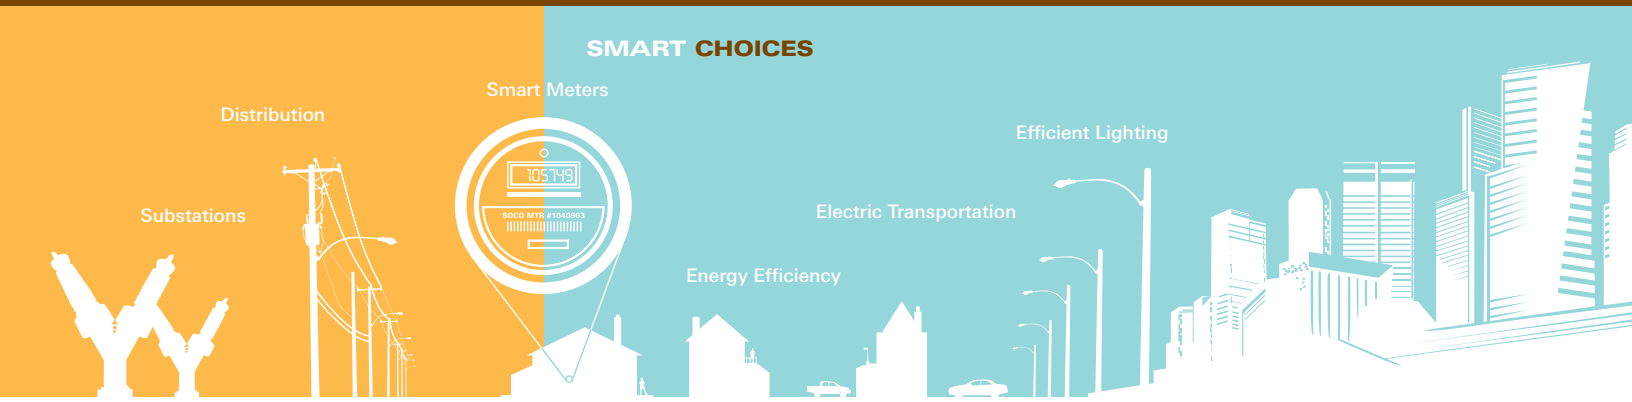 SMART CHOICES
Smart Meters
Distribution
Efficient Lighting
105749
Substations
SOCO MTR #1640963
Electric Transportation
Energy Efficiency